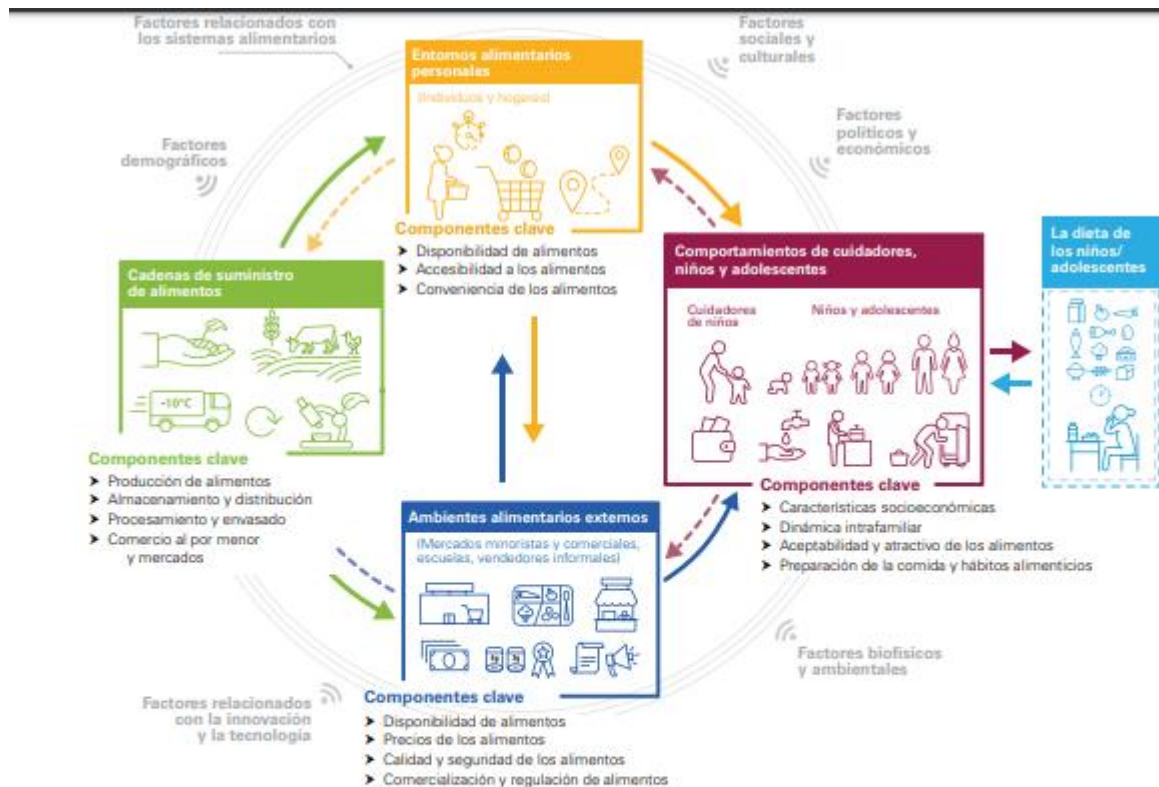 Factores relacionados con
los sistemas alimentarios
Factores
sociales y
culturales
Factores
demográficos
Factores
políticos y
económicos
Entornos alimentarios
personales
(Individuos y hogares)
Componentes clave
➤ Disponibilidad de alimentos
➤ Accesibilidad a los alimentos
➤ Conveniencia de los alimentos
Cadenas de suministro
de alimentos
-10°C
Componentes clave
➤ Producción de alimentos
➤ Almacenamiento y distribución
➤ Procesamiento y envasado
➤ Comercio al por menor
y mercados
Comportamientos de cuidadores,
niños y adolescentes
Cuidadores
de niños
Niños y adolescentes
Componentes clave
➤ Características socioeconómicas
➤ Dinámica intrafamiliar
➤ Aceptabilidad y atractivo de los alimentos
➤ Preparación de la comida y hábitos alimenticios
La dieta de
los niños/
adolescentes
Ambientes alimentarios externos
(Mercados minoristas y comerciales,
escuelas, vendedores informales)
Componentes clave
➤ Disponibilidad de alimentos
➤ Precios de los alimentos
➤ Calidad y seguridad de los alimentos
➤ Comercialización y regulación de alimentos
Factores relacionados
con la innovación
y la tecnología
Factores biofísicos
y ambientales